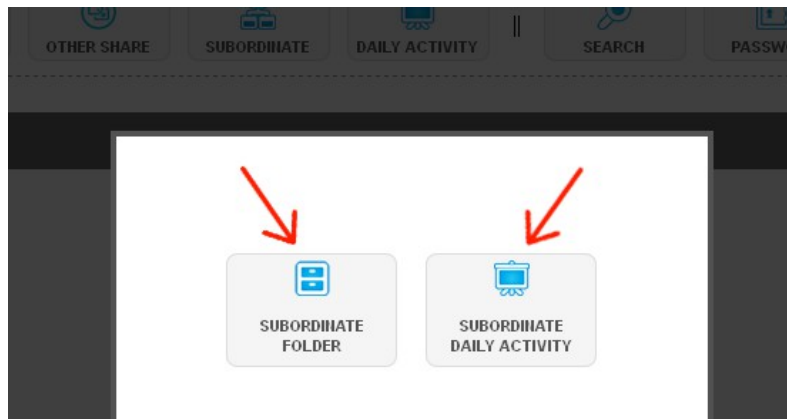 OTHER SHARE SUBORDINATE DAILY ACTIVITY SEARCH
SUBORDINATE
FOLDER
SUBORDINATE
DAILY ACTIVITY